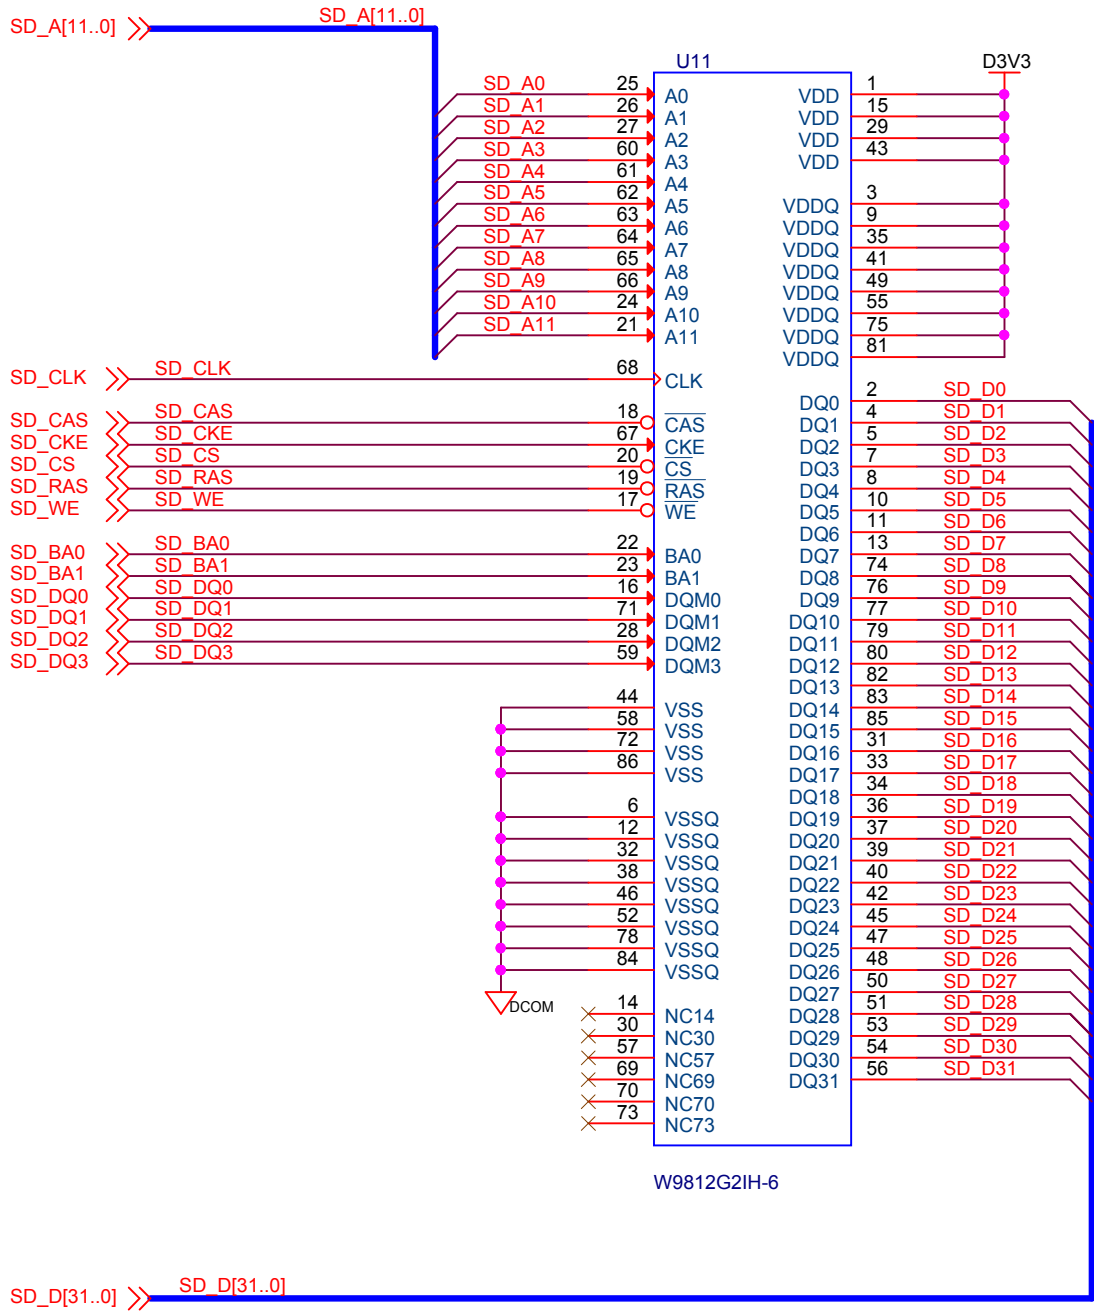 SD_A[11..0] SD_A[11..0]
U11 D3V3
SD_A0 25 A0 VDD 1
SD_A1 26 A1 VDD 15
SD_A2 27 A2 VDD 29
SD_A3 60 A3 VDD 43
SD_A4 61 A4
SD_A5 62 A5 VDDQ 3
SD_A6 63 A6 VDDQ 9
SD_A7 64 A7 VDDQ 35
SD_A8 65 A8 VDDQ 41
SD_A9 66 A9 VDDQ 49
SD_A10 24 A10 VDDQ 55
SD_A11 21 A11 VDDQ 75
VDDQ 81
SD_CLK SD_CLK 68 CLK
DQ0 2 SD_D0
SD_CAS SD_CAS 18 CAS DQ1 4 SD_D1
SD_CKE SD_CKE 67 CKE DQ2 5 SD_D2
SD_CS SD_CS 20 CS DQ3 7 SD_D3
SD_RAS SD_RAS 19 RAS DQ4 8 SD_D4
SD_WE SD_WE 17 WE DQ5 10 SD_D5
DQ6 11 SD_D6
SD_BA0 SD_BA0 22 BA0 DQ7 13 SD_D7
SD_BA1 SD_BA1 23 BA1 DQ8 74 SD_D8
SD_DQ0 SD_DQ0 16 DQM0 DQ9 76 SD_D9
SD_DQ1 SD_DQ1 71 DQM1 DQ10 77 SD_D10
SD_DQ2 SD_DQ2 28 DQM2 DQ11 79 SD_D11
SD_DQ3 SD_DQ3 59 DQM3 DQ12 80 SD_D12
DQ13 82 SD_D13
44 VSS DQ14 83 SD_D14
58 VSS DQ15 85 SD_D15
72 VSS DQ16 31 SD_D16
86 VSS DQ17 33 SD_D17
DQ18 34 SD_D18
6 VSSQ DQ19 36 SD_D19
12 VSSQ DQ20 37 SD_D20
32 VSSQ DQ21 39 SD_D21
38 VSSQ DQ22 40 SD_D22
46 VSSQ DQ23 42 SD_D23
52 VSSQ DQ24 45 SD_D24
78 VSSQ DQ25 47 SD_D25
84 VSSQ DQ26 48 SD_D26
DQ27 50 SD_D27
DCOM 14 NC14 DQ28 51 SD_D28
30 NC30 DQ29 53 SD_D29
57 NC57 DQ30 54 SD_D30
69 NC69 DQ31 56 SD_D31
70 NC70
73 NC73
W9812G2IH-6
SD_D[31..0] SD_D[31..0]